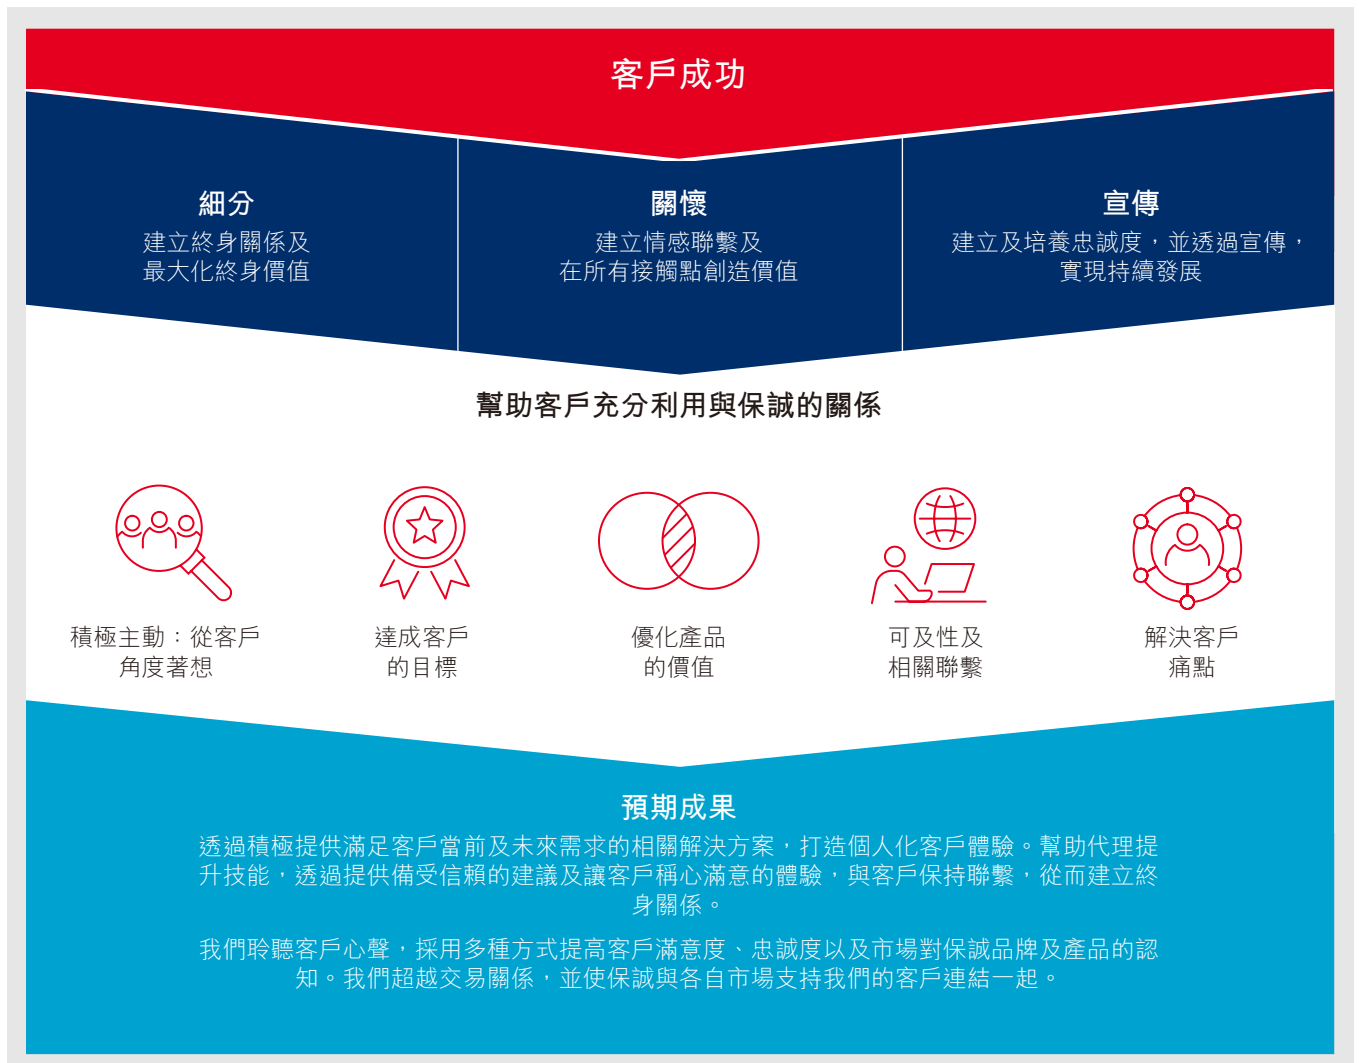 客戶成功
細分
建立終身關係及
最大化終身價值
關懷
建立情感聯繫及
在所有接觸點創造價值
宣傳
建立及培養忠誠度，並透過宣傳，
實現持續發展
幫助客戶充分利用與保誠的關係
積極主動：從客戶
角度著想
達成客戶
的目標
優化產品
的價值
可及性及
相關聯繫
解決客戶
痛點
預期成果
透過積極提供滿足客戶當前及未來需求的相關解決方案，打造個人化客戶體驗。幫助代理提
升技能，透過提供備受信賴的建議及讓客戶稱心滿意的體驗，與客戶保持聯繫，從而建立終
身關係。
我們聆聽客戶心聲，採用多種方式提高客戶滿意度、忠誠度以及市場對保誠品牌及產品的認
知。我們超越交易關係，並使保誠與各自市場支持我們的客戶連結一起。